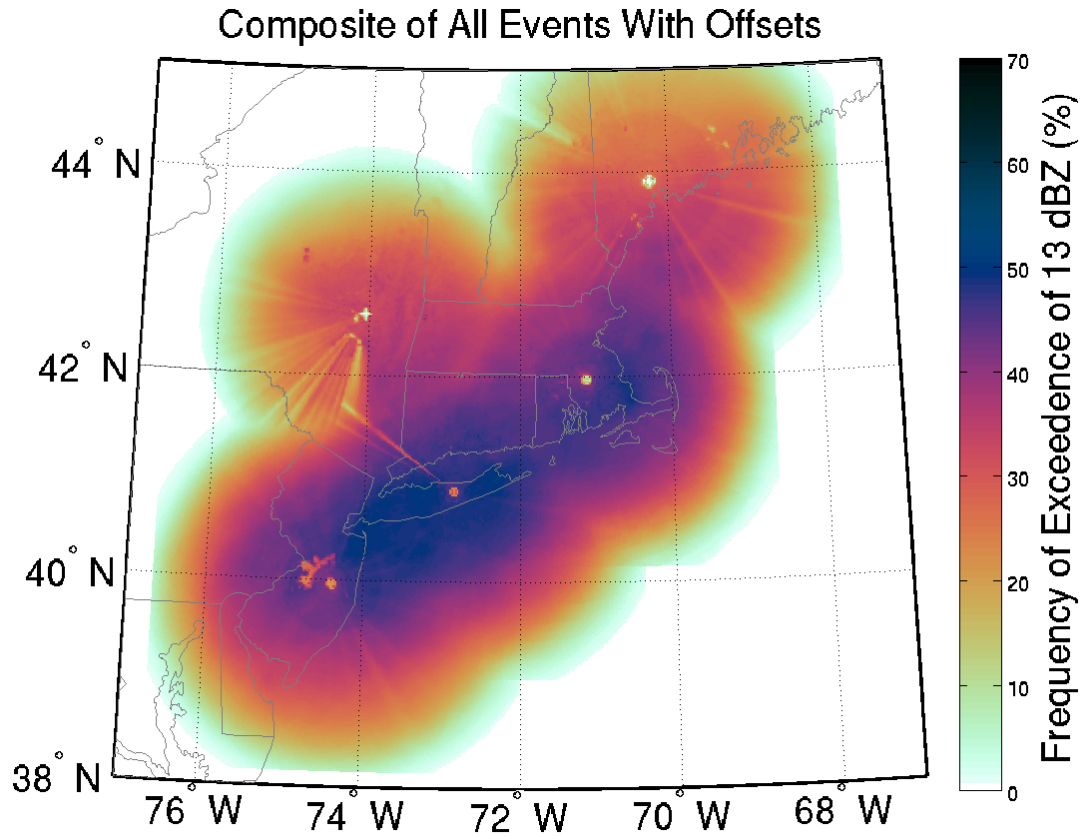 Composite of All Events With Offsets
44° N
42° N
40° N
38° N
76° W
74° W
72° W
70° W
68° W
70
60
50
40
30
20
10
0
Frequency of Exceedence of 13 dBZ (%)